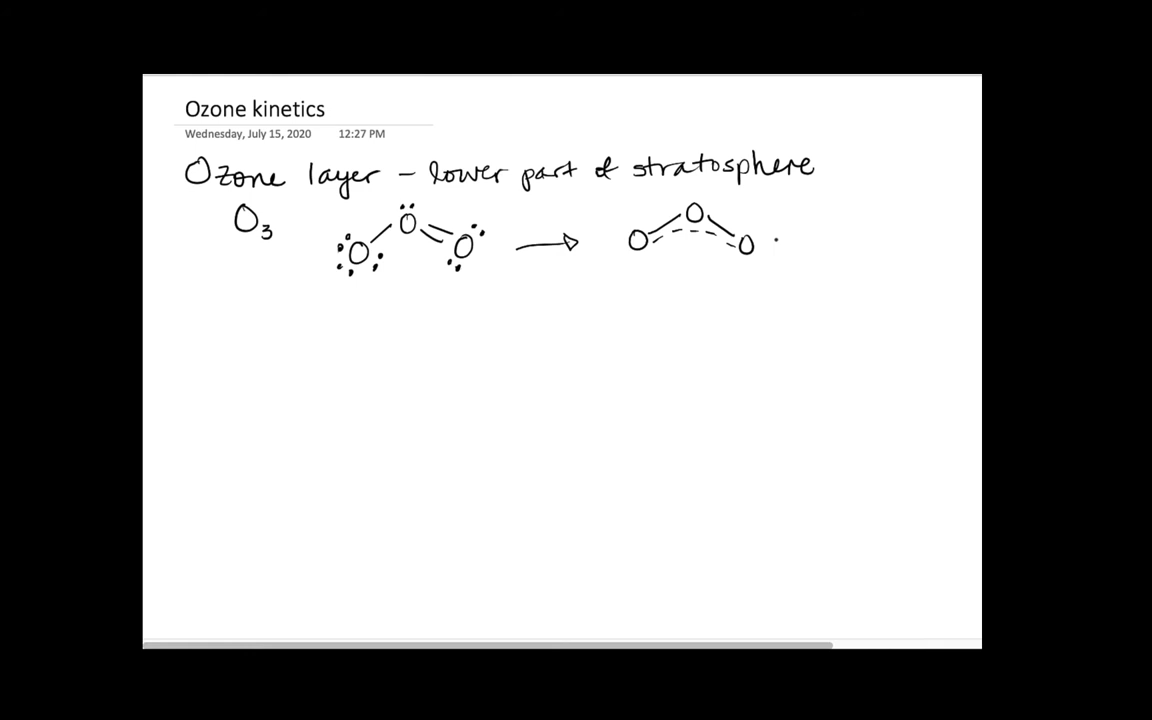 Ozone kinetics
Wednesday, July 15, 2020 12:27 PM
Ozone layer – lower part of stratosphere
O₃ O O O → O O O